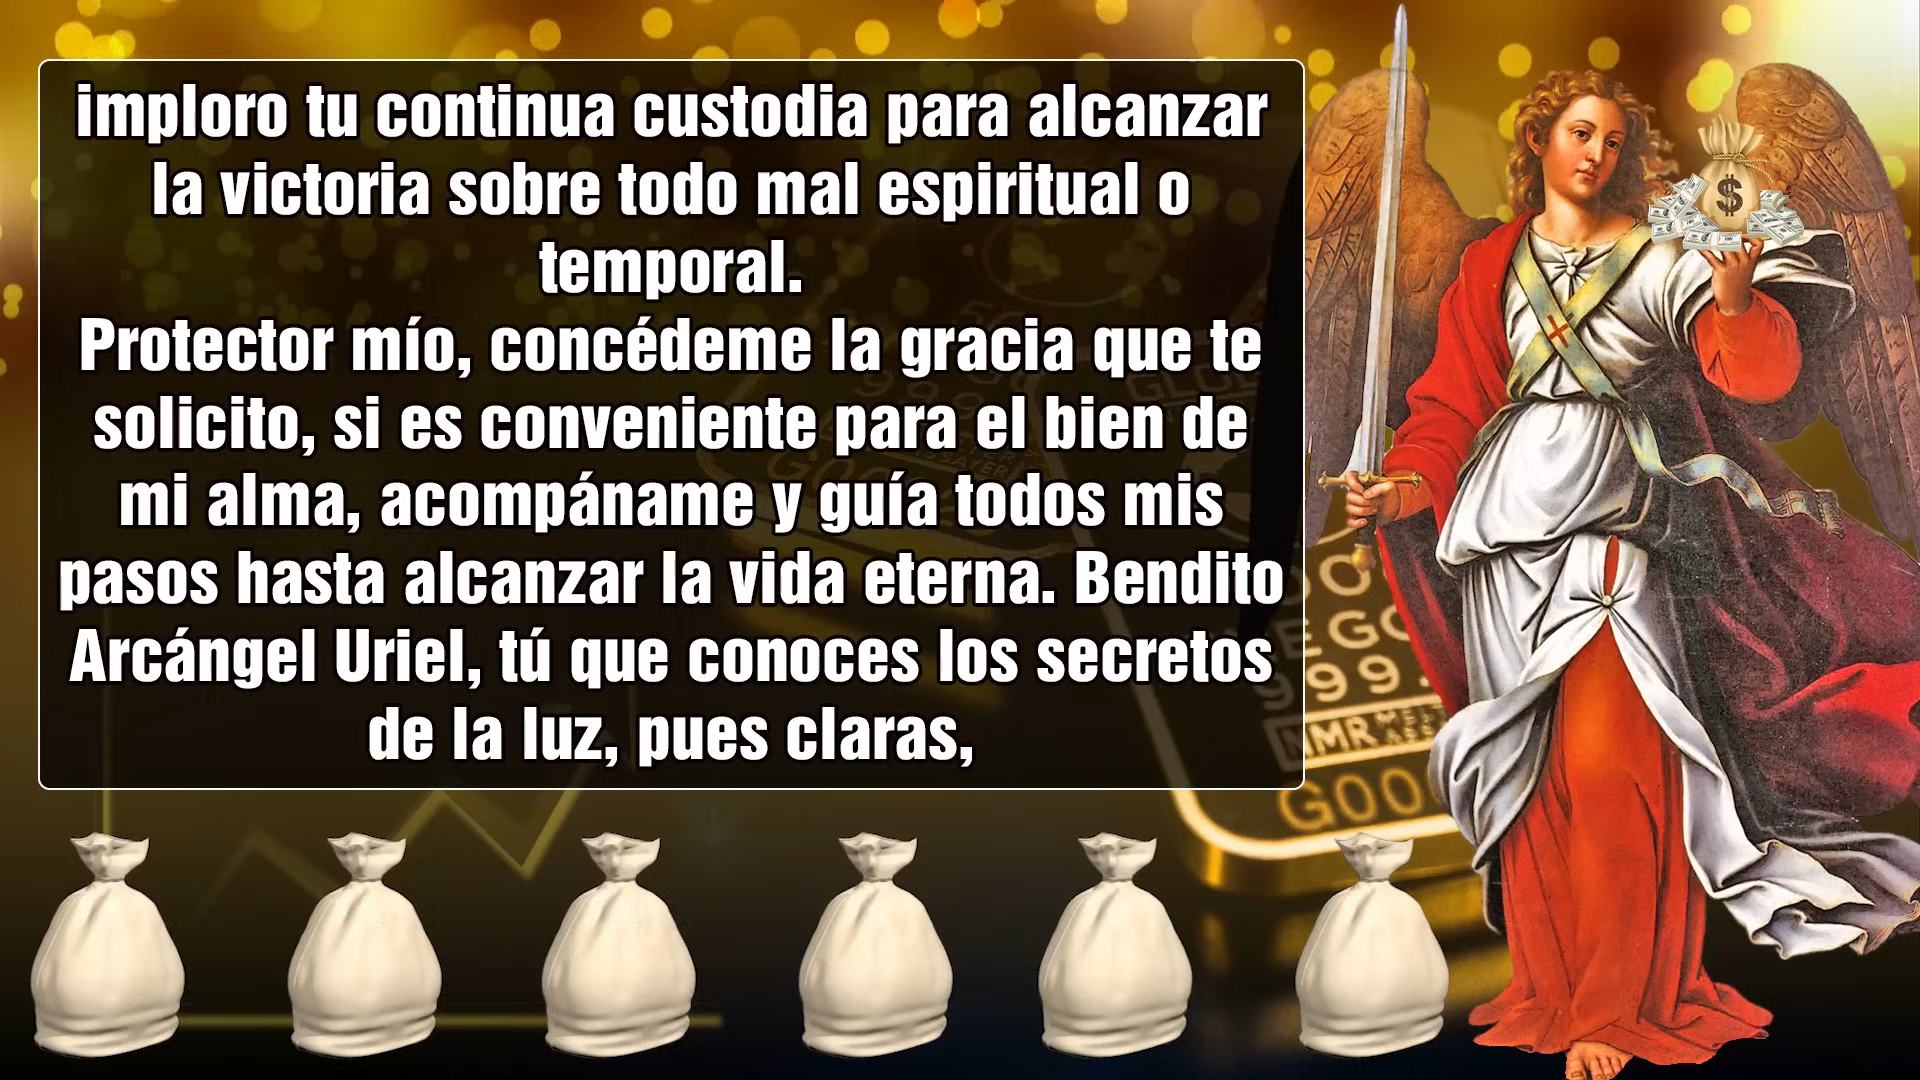 imploro tu continua custodia para alcanzar
la victoria sobre todo mal espiritual o
temporal.
Protector mío, concédeme la gracia que te
solicito, si es conveniente para el bien de
mi alma, acompáname y guía todos mis
pasos hasta alcanzar la vida eterna. Bendito
Arcángel Uriel, tú que conoces los secretos
de la luz, pues claras,
$